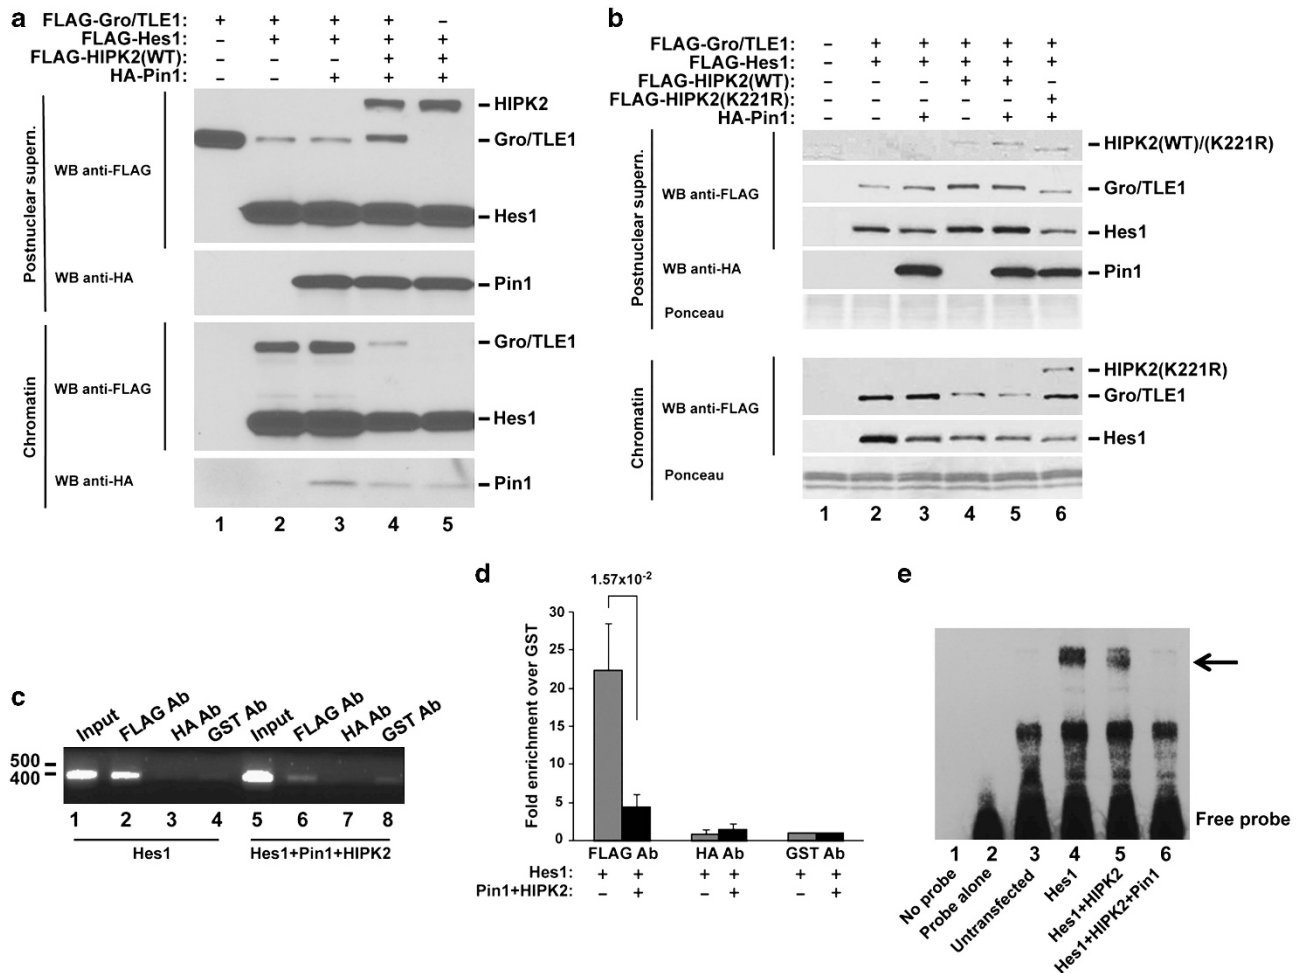 a
FLAG-Gro/TLE1: + + + + –
FLAG-Hes1: – + + + +
FLAG-HIPK2(WT): – – – + +
HA-Pin1: – – + + +
Postnuclear supern.
WB anti-FLAG
HIPK2
Gro/TLE1
Hes1
WB anti-HA
Pin1
Chromatin
WB anti-FLAG
Gro/TLE1
Hes1
WB anti-HA
Pin1
1 2 3 4 5
b
FLAG-Gro/TLE1: – + + + + +
FLAG-Hes1: – + + + + +
FLAG-HIPK2(WT): – – – + + –
FLAG-HIPK2(K221R): – – – – – +
HA-Pin1: – – + – + +
Postnuclear supern.
WB anti-FLAG
HIPK2(WT)/(K221R)
Gro/TLE1
Hes1
WB anti-HA
Pin1
Ponceau
Chromatin
WB anti-FLAG
HIPK2(K221R)
Gro/TLE1
Hes1
Ponceau
1 2 3 4 5 6
c
Input FLAG Ab HA Ab GST Ab Input FLAG Ab HA Ab GST Ab
500
400
1 2 3 4 5 6 7 8
Hes1 Hes1+Pin1+HIPK2
d
1.57x10-2
Fold enrichment over GST
30
25
20
15
10
5
0
FLAG Ab HA Ab GST Ab
Hes1: + + + + + +
Pin1+HIPK2: – + – + – +
e
Free probe
1 2 3 4 5 6
No probe
Probe alone
Untransfected
Hes1
Hes1+HIPK2
Hes1+HIPK2+Pin1